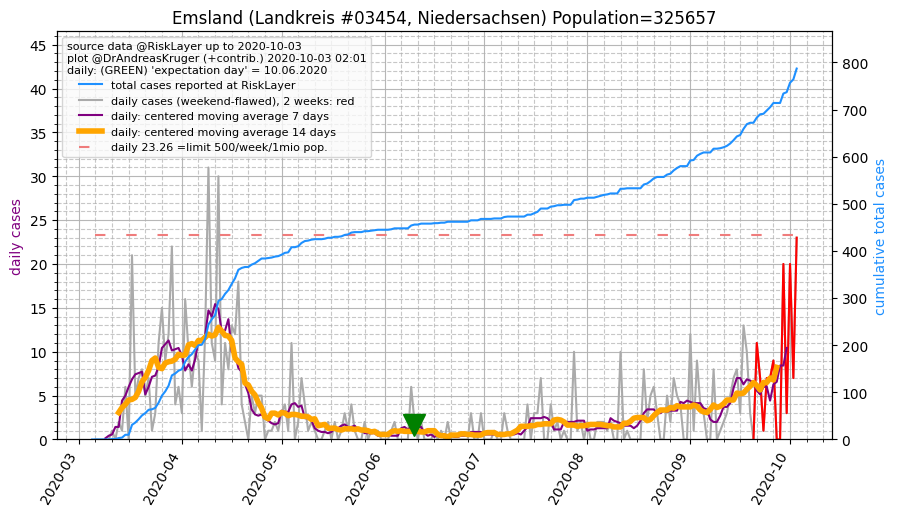 Emsland (Landkreis #03454, Niedersachsen) Population=325657
source data @RiskLayer up to 2020-10-03
plot @DrAndreasKruger (+contrib.) 2020-10-03 02:01
daily: (GREEN) 'expectation day' = 10.06.2020
total cases reported at RiskLayer
daily cases (weekend-flawed), 2 weeks: red
daily: centered moving average 7 days
daily: centered moving average 14 days
daily 23.26 =limit 500/week/1mio pop.
daily cases
45
40
35
30
25
20
15
10
5
0
cumulative total cases
800
700
600
500
400
300
200
100
0
2020-03
2020-04
2020-05
2020-06
2020-07
2020-08
2020-09
2020-10